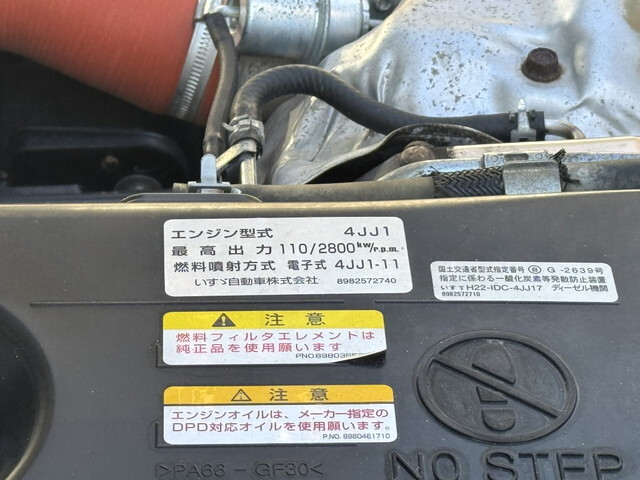 エンジン型式 4JJ1
最高出力 110/2800 kw/r.p.m.
燃料噴射方式 電子式 4JJ1-11
いすゞ自動車株式会社 8982572740
国土交通省型式指定番号 Ⓑ G-2639号
指定に係わる一酸化炭素等発散防止装置
いすゞH22-IDC-4JJ17 ディーゼル機関
8982572710
注意
燃料フィルタエレメントは
純正品を使用願います
注意
エンジンオイルは、メーカー指定の
DPD対応オイルを使用願います。
P.NO. 8980461710
>PA66-GF30<
NO STEP